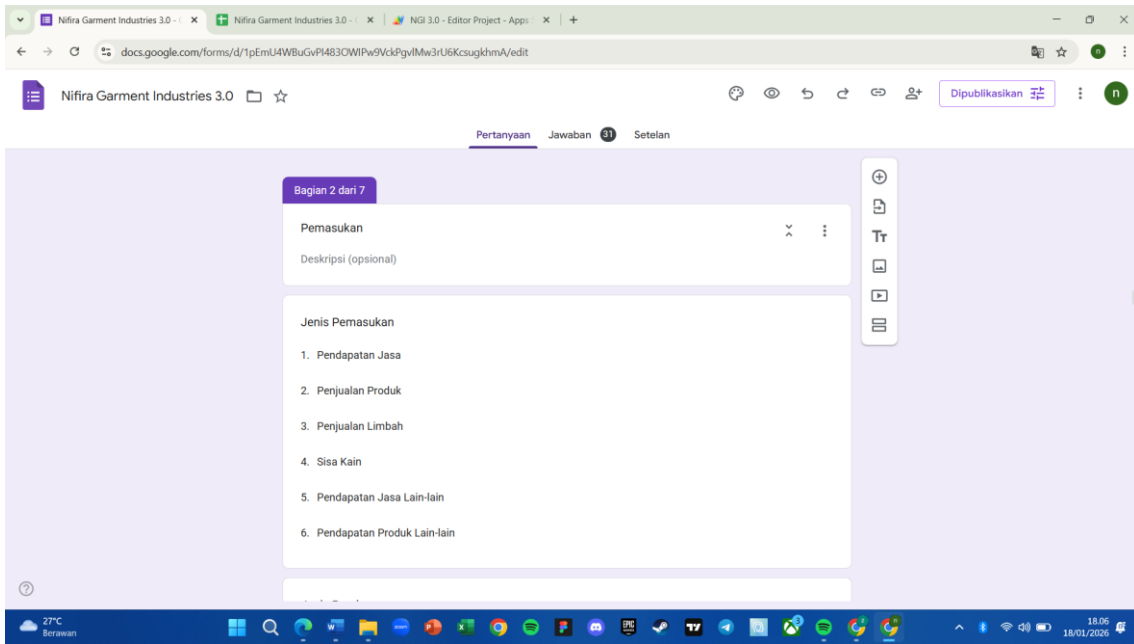 Nifira Garment Industries 3.0 -
Nifira Garment Industries 3.0 -
NGI 3.0 - Editor Project - Apps
docs.google.com/forms/d/1pEmU4WBuGvPI483OWIPw9VckPgvlMw3rU6KcsugkhmA/edit
n
Nifira Garment Industries 3.0
Dipublikasikan
n
Pertanyaan Jawaban 31 Setelan
Bagian 2 dari 7
Pemasukan
Deskripsi (opsional)
Jenis Pemasukan
1. Pendapatan Jasa
2. Penjualan Produk
3. Penjualan Limbah
4. Sisa Kain
5. Pendapatan Jasa Lain-lain
6. Pendapatan Produk Lain-lain
27°C
Berawan
18.06
18/01/2026